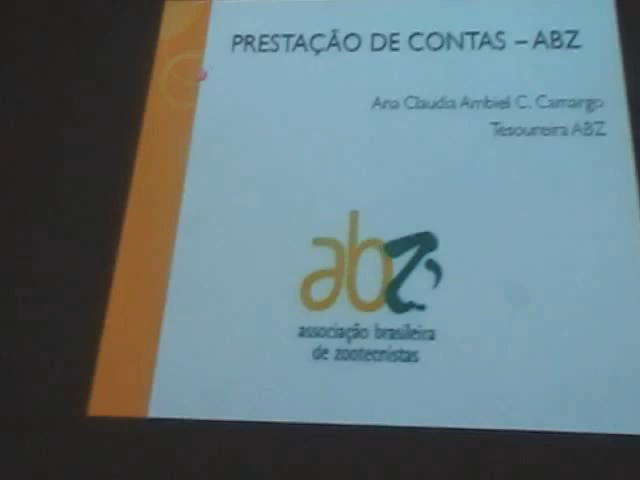 PRESTAÇÃO DE CONTAS – ABZ
Ana Claudia Ambiel C. Camargo
Tesoureira ABZ
abz
associação brasileira
de zootecnistas